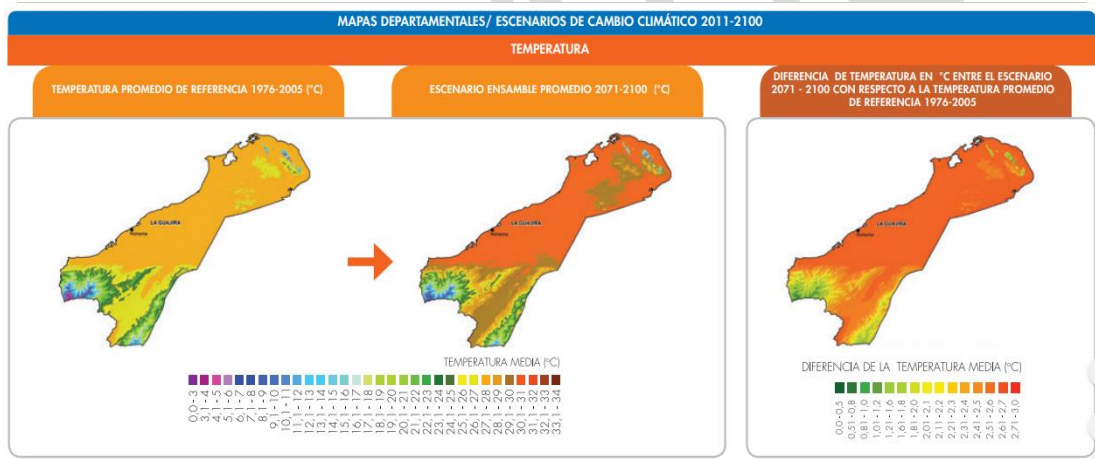 MAPAS DEPARTAMENTALES/ ESCENARIOS DE CAMBIO CLIMÁTICO 2011-2100
TEMPERATURA
TEMPERATURA PROMEDIO DE REFERENCIA 1976-2005 (°C)
ESCENARIO ENSAMBLE PROMEDIO 2071-2100 (°C)
DIFERENCIA DE TEMPERATURA EN °C ENTRE EL ESCENARIO
2071 - 2100 CON RESPECTO A LA TEMPERATURA PROMEDIO
DE REFERENCIA 1976-2005
LA GUAJIRA
Riohacha
LA GUAJIRA
Riohacha
LA GUAJIRA
Riohacha
TEMPERATURA MEDIA (°C)
0,0 - 3
3,1 - 4
4,1 - 5
5,1 - 6
6,1 - 7
7,1 - 8
8,1 - 9
9,1 - 10
10,1 - 11
11,1 - 12
12,1 - 13
13,1 - 14
14,1 - 15
15,1 - 16
16,1 - 17
17,1 - 18
18,1 - 19
19,1 - 20
20,1 - 21
21,1 - 22
22,1 - 23
23,1 - 24
24,1 - 25
25,1 - 26
26,1 - 27
27,1 - 28
28,1 - 29
29,1 - 30
30,1 - 31
31,1 - 32
32,1 - 33
33,1 - 34
DIFERENCIA DE LA TEMPERATURA MEDIA (°C)
0,0-0,5
0,51-0,8
0,81-1,0
1,01-1,2
1,21-1,6
1,61-1,8
1,81-2,0
2,01-2,1
2,11-2,2
2,21-2,3
2,31-2,4
2,41-2,5
2,51-2,6
2,61-2,7
2,71-3,0